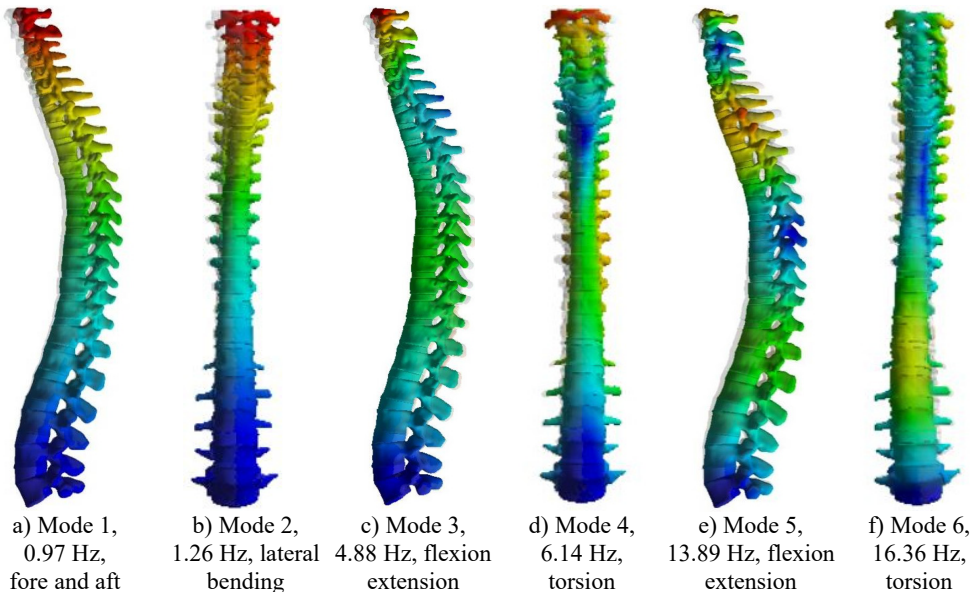 a) Mode 1,
0.97 Hz,
fore and aft
b) Mode 2,
1.26 Hz, lateral
bending
c) Mode 3,
4.88 Hz, flexion
extension
d) Mode 4,
6.14 Hz,
torsion
e) Mode 5,
13.89 Hz, flexion
extension
f) Mode 6,
16.36 Hz,
torsion